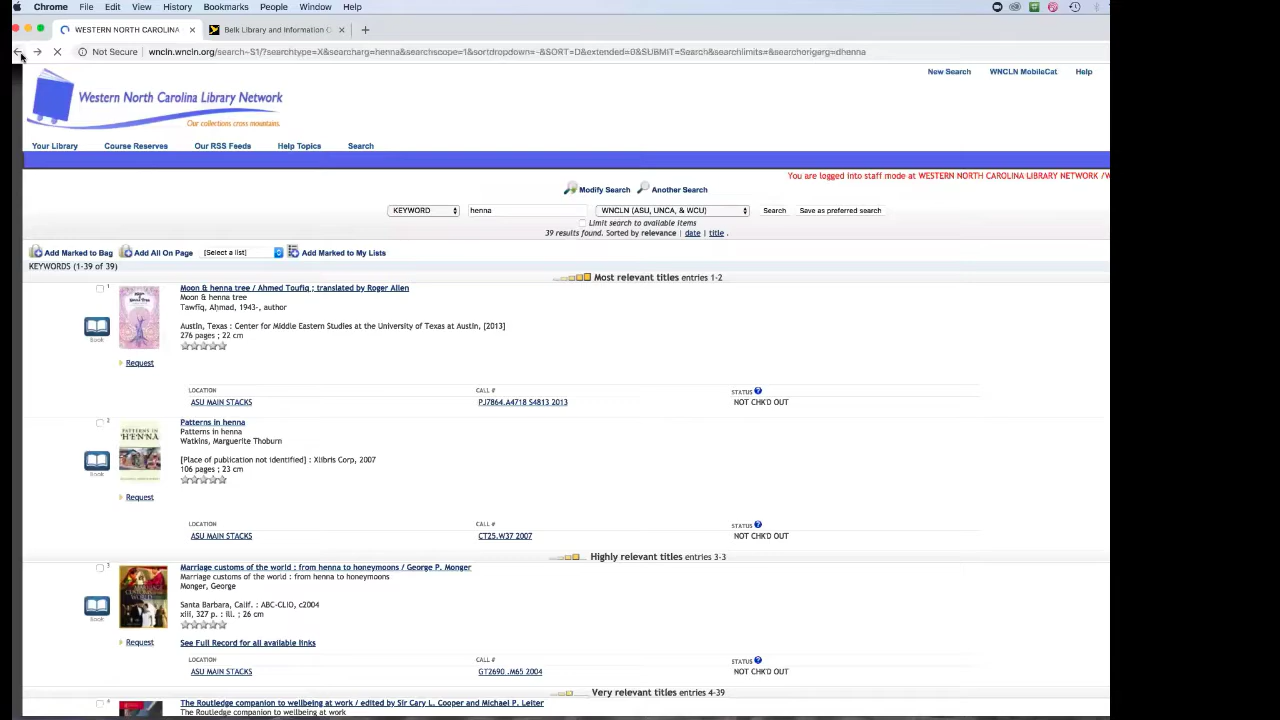 Chrome File Edit View History Bookmarks People Window Help
WESTERN NORTH CAROLINA × Belk Library and Information C × +
Not Secure wncln.wncln.org/search~S1/?searchtype=X&searcharg=henna&searchscope=1&sortdropdown=-&SORT=D&extended=0&SUBMIT=Search&searchlimits=&searchorigarg=dhenna
New Search WNCLN MobileCat Help
Western North Carolina Library Network
Our collections cross mountains.
Your Library Course Reserves Our RSS Feeds Help Topics Search
You are logged into staff mode at WESTERN NORTH CAROLINA LIBRARY NETWORK /W
Modify Search Another Search
KEYWORD henna WNCLN (ASU, UNCA, & WCU) Search Save as preferred search
Limit search to available items
39 results found. Sorted by relevance | date | title .
Add Marked to Bag Add All On Page [Select a list] Add Marked to My Lists
KEYWORDS (1-39 of 39)
Most relevant titles entries 1-2
1 Moon & henna tree / Ahmed Toufiq ; translated by Roger Allen
Moon & henna tree
Tawfīq, Aḥmad, 1943-, author
Austin, Texas : Center for Middle Eastern Studies at the University of Texas at Austin, [2013]
276 pages ; 22 cm
Book
Request
LOCATION CALL # STATUS ?
ASU MAIN STACKS PJ7864.A4718 S4813 2013 NOT CHK'D OUT
2 Patterns in henna
Patterns in henna
Watkins, Marguerite Thoburn
PATTERNS IN
HENNA
[Place of publication not identified] : Xlibris Corp, 2007
106 pages ; 23 cm
Book
Request
LOCATION CALL # STATUS ?
ASU MAIN STACKS CT25.W37 2007 NOT CHK'D OUT
Highly relevant titles entries 3-3
3 Marriage customs of the world : from henna to honeymoons / George P. Monger
Marriage customs of the world : from henna to honeymoons
Monger, George
Santa Barbara, Calif. : ABC-CLIO, c2004
xiii, 327 p. : ill. ; 26 cm
Book
Request See Full Record for all available links
LOCATION CALL # STATUS ?
ASU MAIN STACKS GT2690 .M65 2004 NOT CHK'D OUT
Very relevant titles entries 4-39
4 The Routledge companion to wellbeing at work / edited by Sir Cary L. Cooper and Michael P. Leiter
The Routledge companion to wellbeing at work